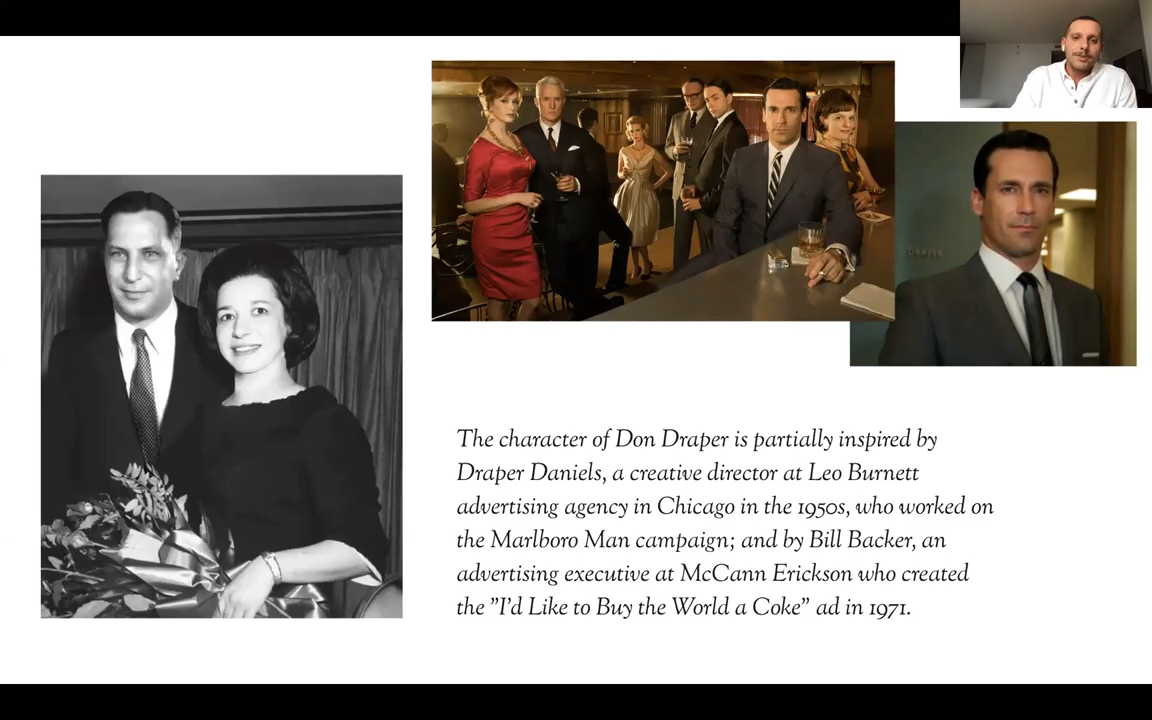 DRAPER
The character of Don Draper is partially inspired by
Draper Daniels, a creative director at Leo Burnett
advertising agency in Chicago in the 1950s, who worked on
the Marlboro Man campaign; and by Bill Backer, an
advertising executive at McCann Erickson who created
the ”I’d Like to Buy the World a Coke” ad in 1971.